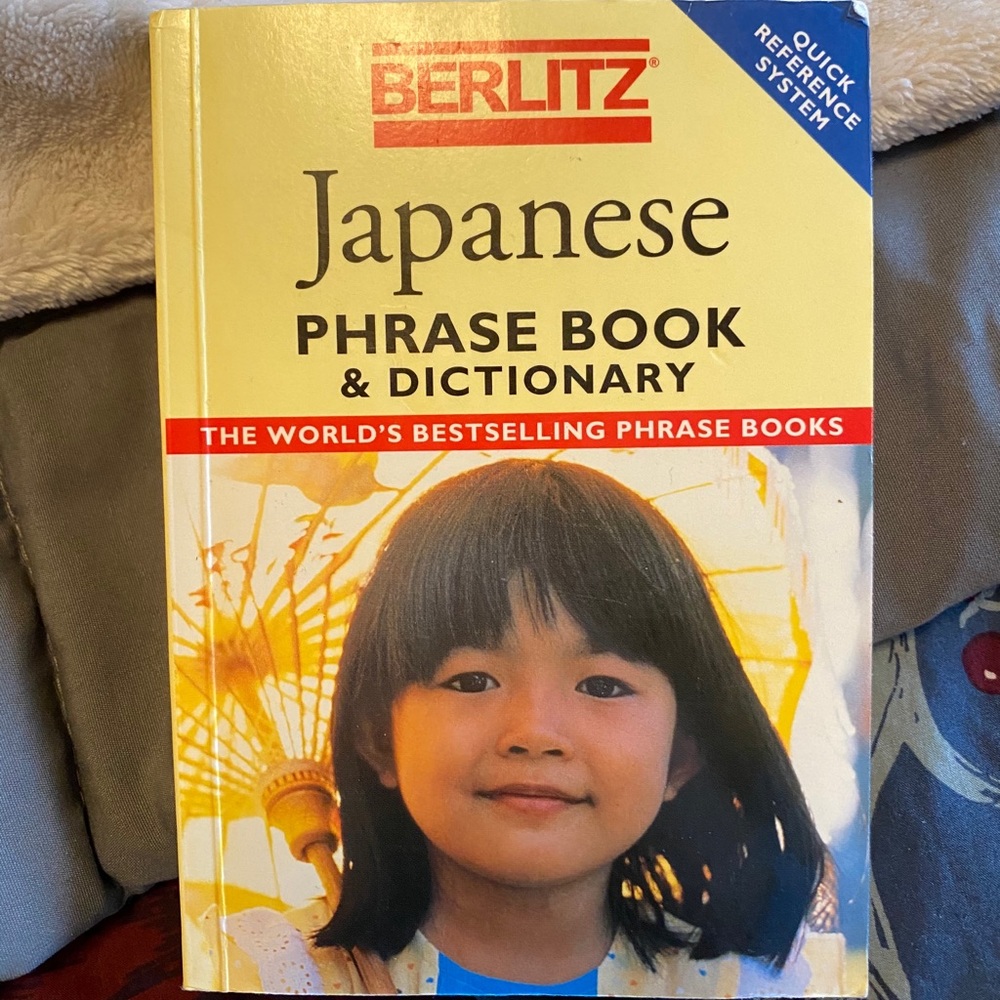 BERLITZ®
QUICK
REFERENCE
SYSTEM
Japanese
PHRASE BOOK
& DICTIONARY
THE WORLD'S BESTSELLING PHRASE BOOKS